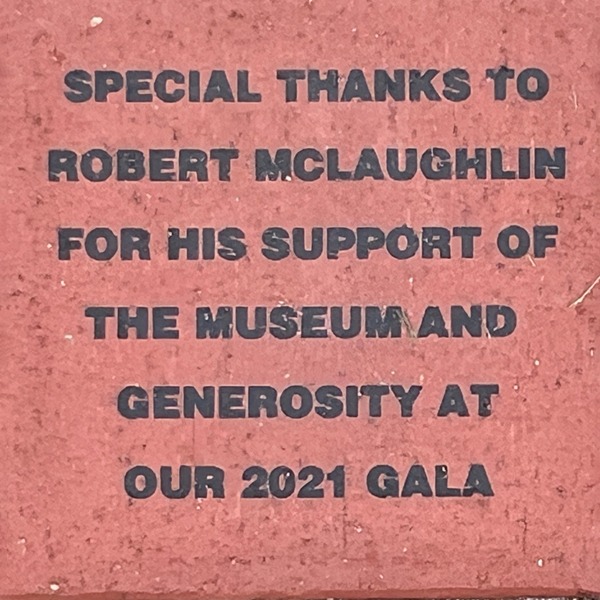 SPECIAL THANKS TO
ROBERT MCLAUGHLIN
FOR HIS SUPPORT OF
THE MUSEUM AND
GENEROSITY AT
OUR 2021 GALA